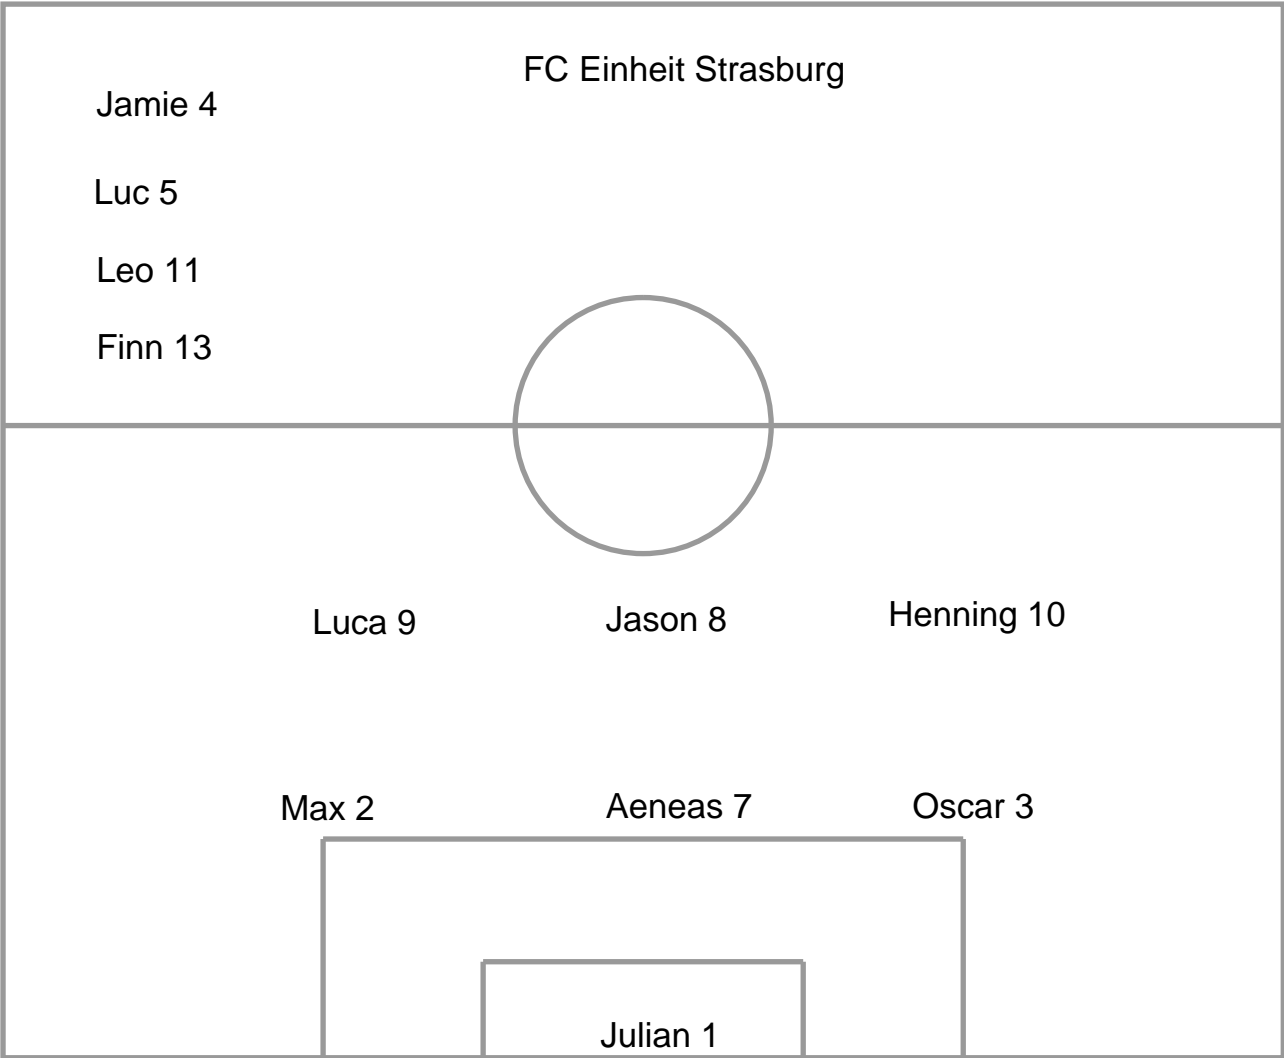 FC Einheit Strasburg
Jamie 4
Luc 5
Leo 11
Finn 13
Luca 9
Jason 8
Henning 10
Max 2
Aeneas 7
Oscar 3
Julian 1